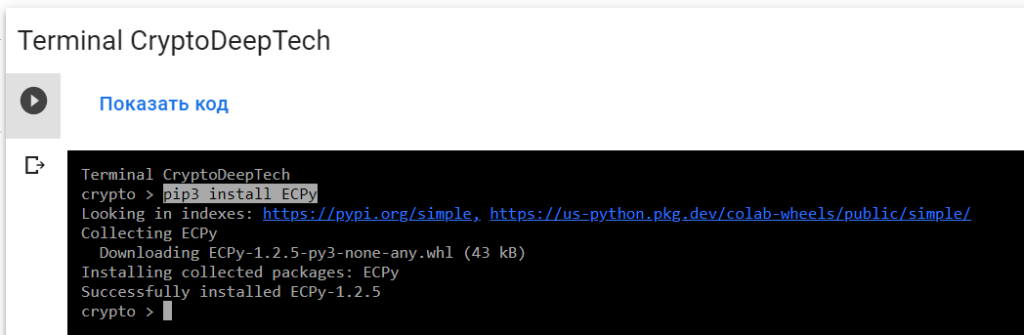 Terminal CryptoDeepTech
Показать код
Terminal CryptoDeepTech
crypto > pip3 install ECPy
Looking in indexes: https://pypi.org/simple, https://us-python.pkg.dev/colab-wheels/public/simple/
Collecting ECPy
  Downloading ECPy-1.2.5-py3-none-any.whl (43 kB)
Installing collected packages: ECPy
Successfully installed ECPy-1.2.5
crypto >